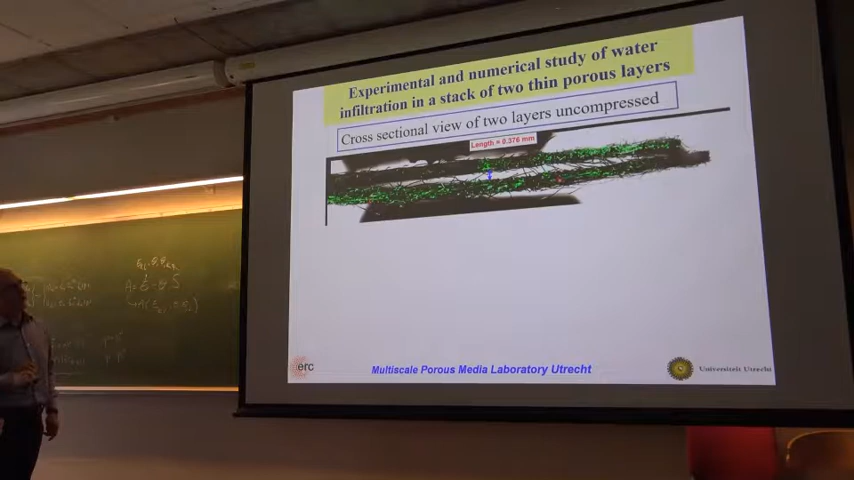 Experimental and numerical study of water
infiltration in a stack of two thin porous layers
Cross sectional view of two layers uncompressed
Length = 0.376 mm
erc
Multiscale Porous Media Laboratory Utrecht
Universiteit Utrecht